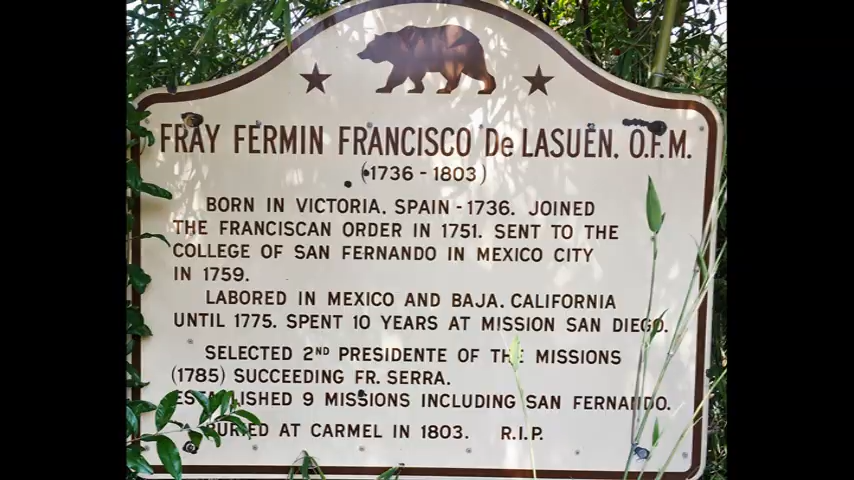 FRAY FERMIN FRANCISCO De LASUEN, O.F.M.
(1736 - 1803)
BORN IN VICTORIA, SPAIN - 1736. JOINED
THE FRANCISCAN ORDER IN 1751. SENT TO THE
COLLEGE OF SAN FERNANDO IN MEXICO CITY
IN 1759.
LABORED IN MEXICO AND BAJA, CALIFORNIA
UNTIL 1775. SPENT 10 YEARS AT MISSION SAN DIEGO.
SELECTED 2ND PRESIDENTE OF THE MISSIONS
(1785) SUCCEEDING FR. SERRA.
ESTABLISHED 9 MISSIONS INCLUDING SAN FERNANDO.
BURIED AT CARMEL IN 1803. R.I.P.